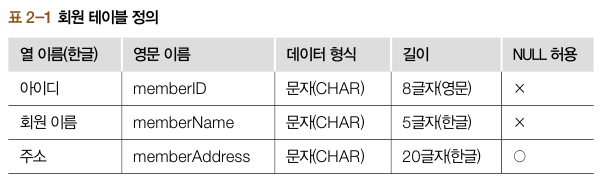 표 2-1 회원 테이블 정의
열 이름(한글) 영문 이름 데이터 형식 길이 NULL 허용
아이디 memberID 문자(CHAR) 8글자(영문) ×
회원 이름 memberName 문자(CHAR) 5글자(한글) ×
주소 memberAddress 문자(CHAR) 20글자(한글) ○